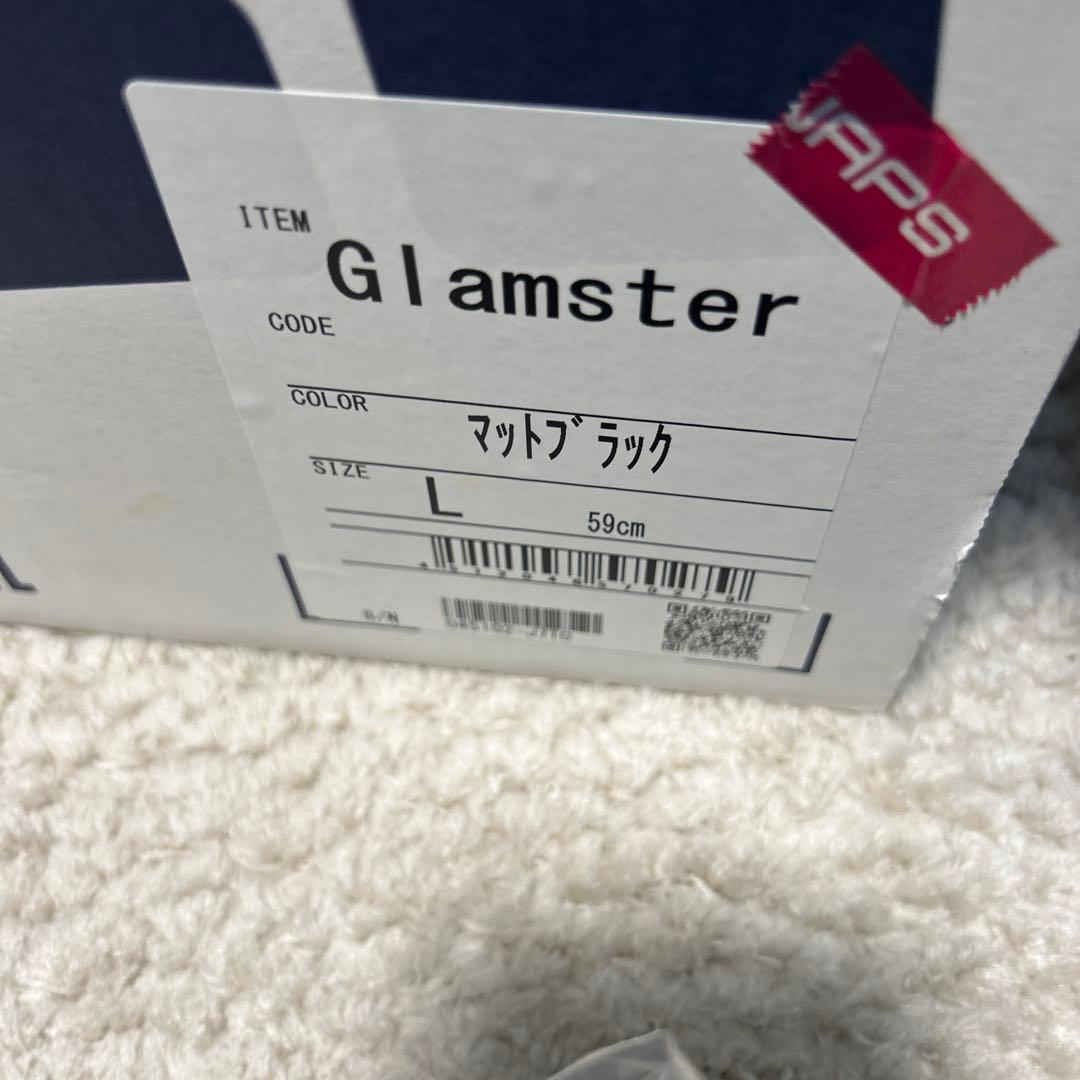 JAPS
ITEM
Glamster
CODE
COLOR
マットブラック
SIZE
L 59cm
S/N